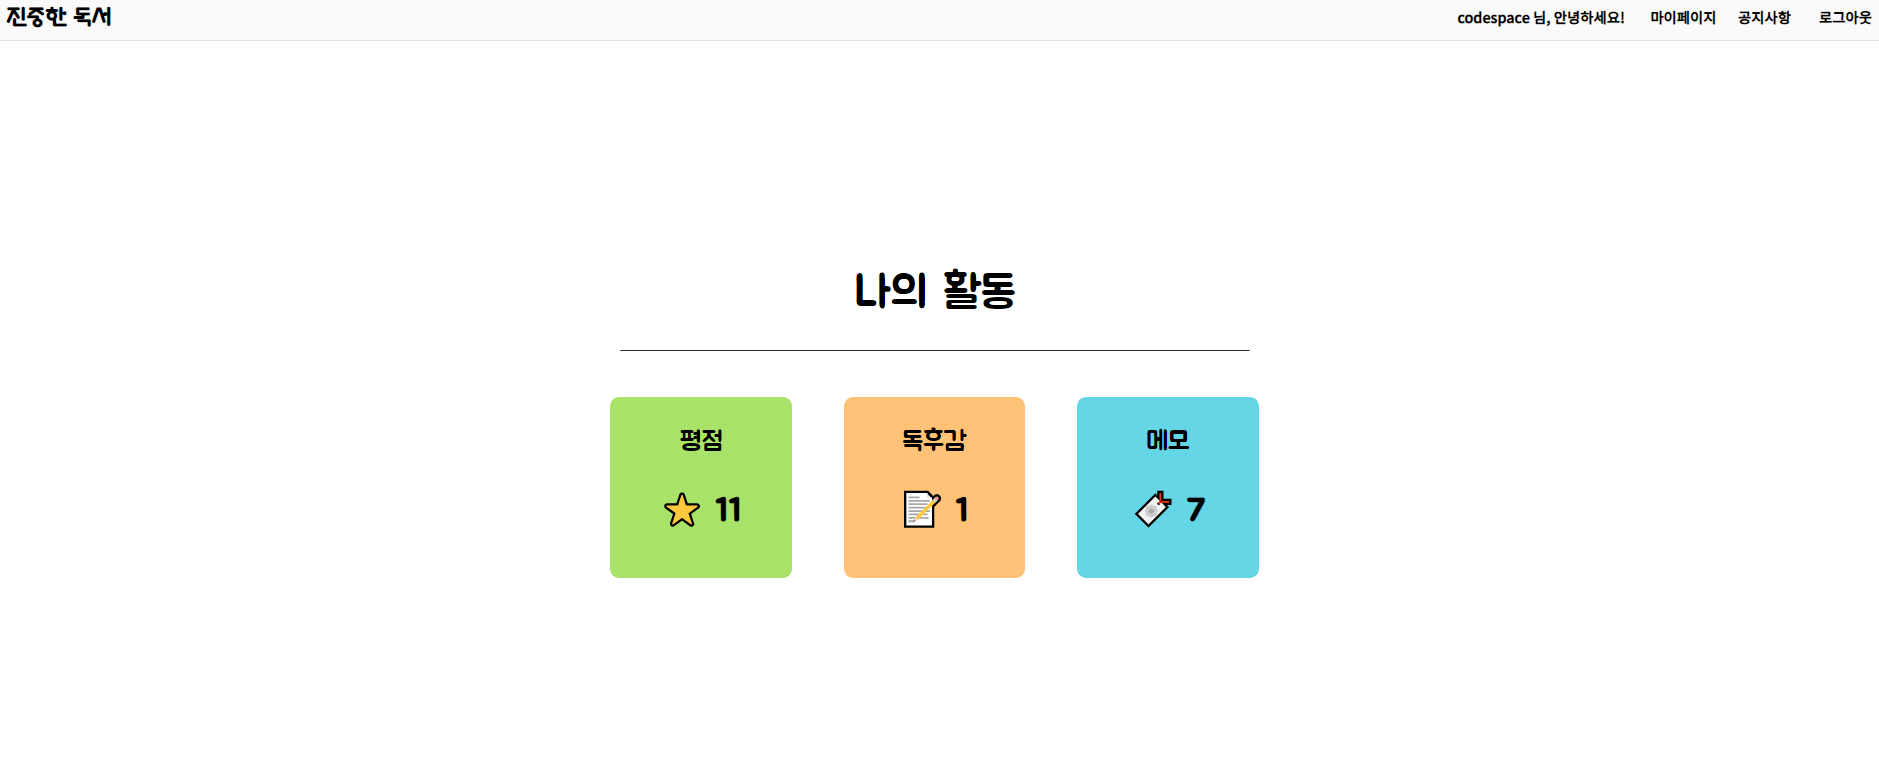 진중한 독서
codespace 님, 안녕하세요! 마이페이지 공지사항 로그아웃
나의 활동
평점 독후감 메모
11 1 7